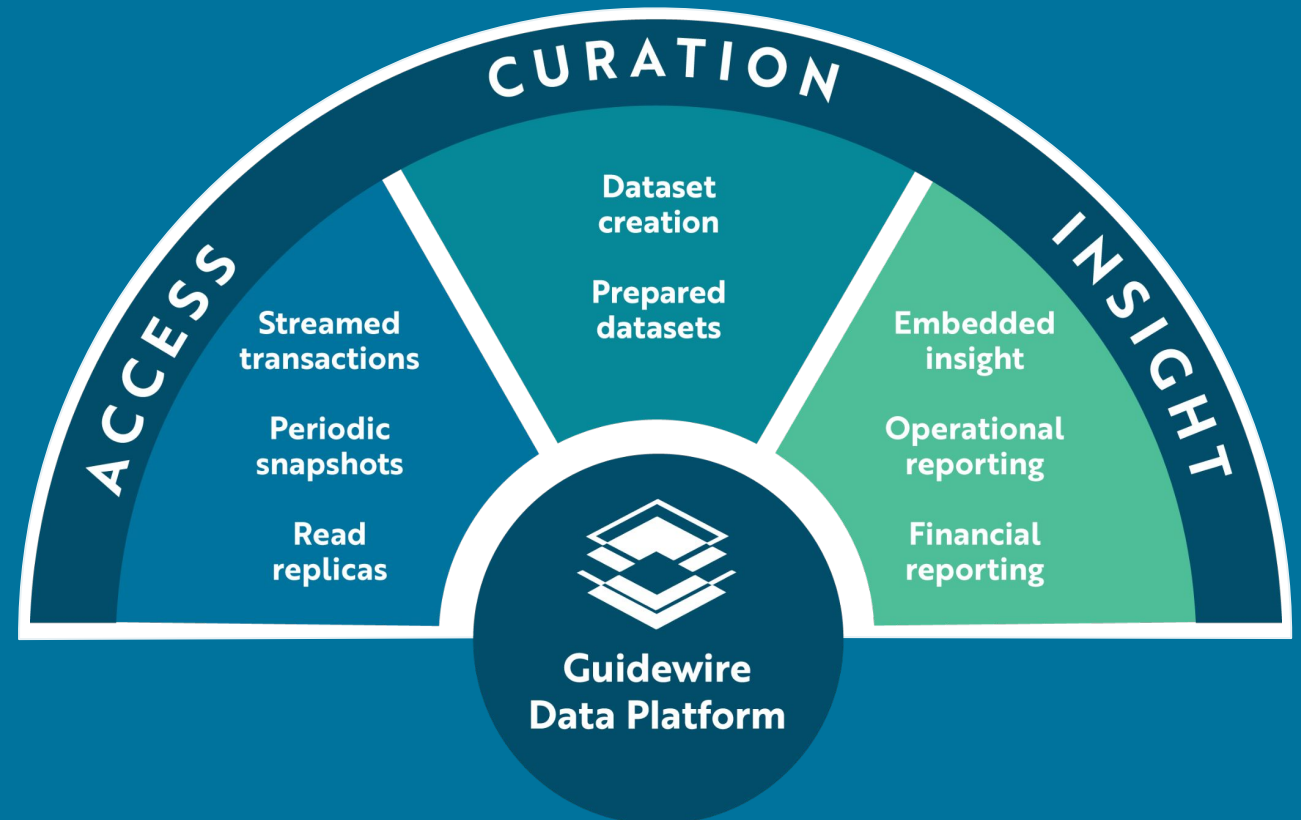 CURATION
ACCESS
INSIGHT
Dataset
creation
Prepared
datasets
Streamed
transactions
Periodic
snapshots
Read
replicas
Embedded
insight
Operational
reporting
Financial
reporting
Guidewire
Data Platform